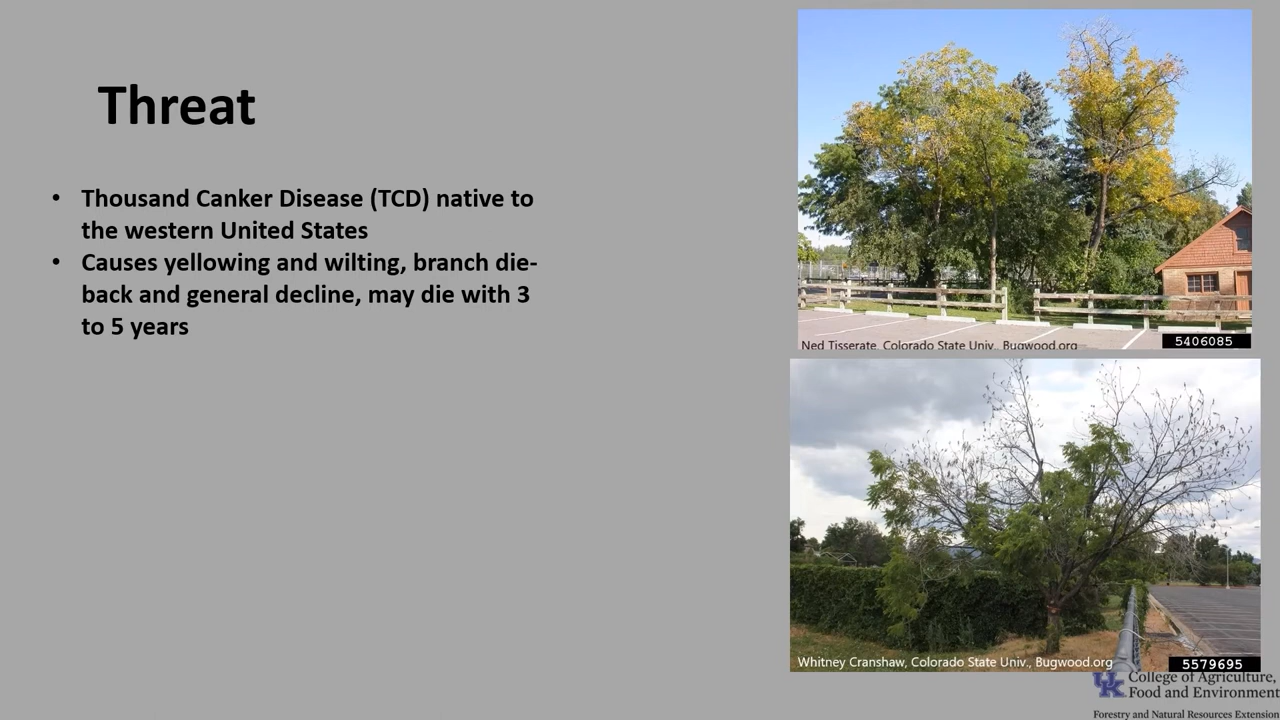 Threat
• Thousand Canker Disease (TCD) native to
the western United States
• Causes yellowing and wilting, branch die-
back and general decline, may die with 3
to 5 years
Ned Tisserate, Colorado State Univ., Bugwood.org
5406085
Whitney Cranshaw, Colorado State Univ., Bugwood.org
5579695
UK College of Agriculture,
Food and Environment
Forestry and Natural Resources Extension